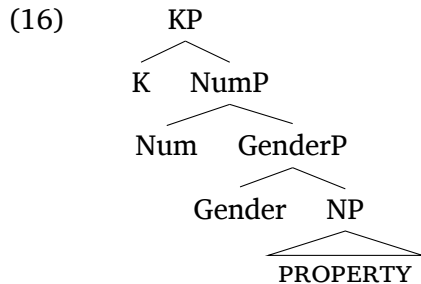 (16) KP
K NumP
Num GenderP
Gender NP
PROPERTY